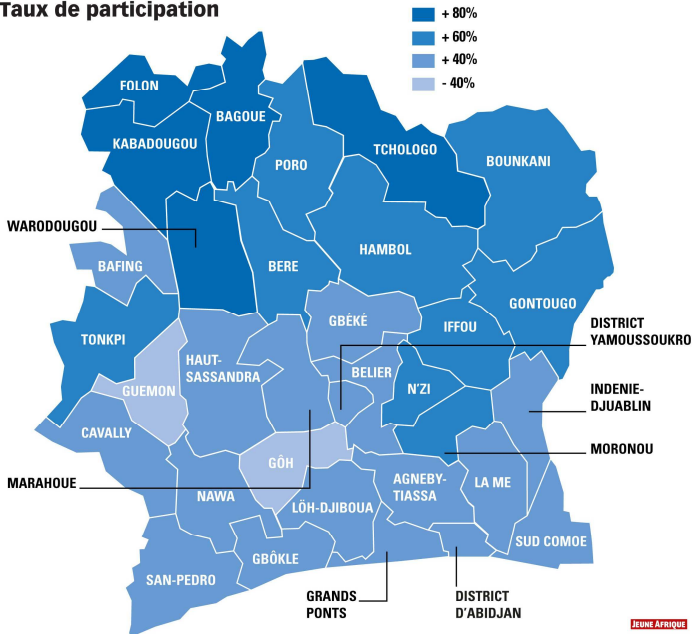 Taux de participation
+ 80%
+ 60%
+ 40%
- 40%
FOLON
BAGOUE
KABADOUGOU
TCHOLOGO
PORO
BOUNKANI
WARODOUGOU
HAMBOL
BAFING
BERE
GONTOUGO
GBÊKÊ
IFFOU
DISTRICT
YAMOUSSOUKRO
TONKPI
HAUT-
SASSANDRA
BELIER
GUEMON
N'ZI
INDENIE-
DJUABLIN
CAVALLY
MORONOU
GÔH
MARAHOUE
AGNEBY-
TIASSA
LA ME
NAWA
LÔH-DJIBOUA
SUD COMOE
GBÔKLE
SAN-PEDRO
GRANDS
PONTS
DISTRICT
D'ABIDJAN
JEUNE AFRIQUE